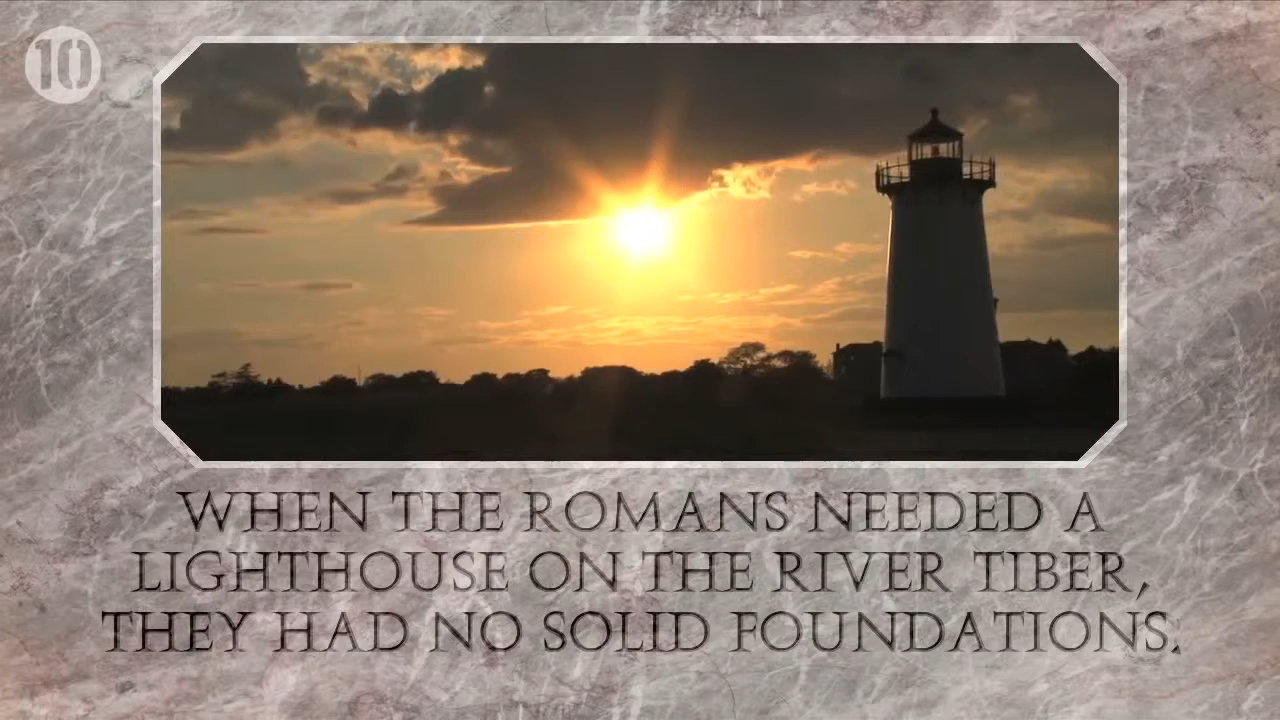 10
WHEN THE ROMANS NEEDED A
LIGHTHOUSE ON THE RIVER TIBER,
THEY HAD NO SOLID FOUNDATIONS.